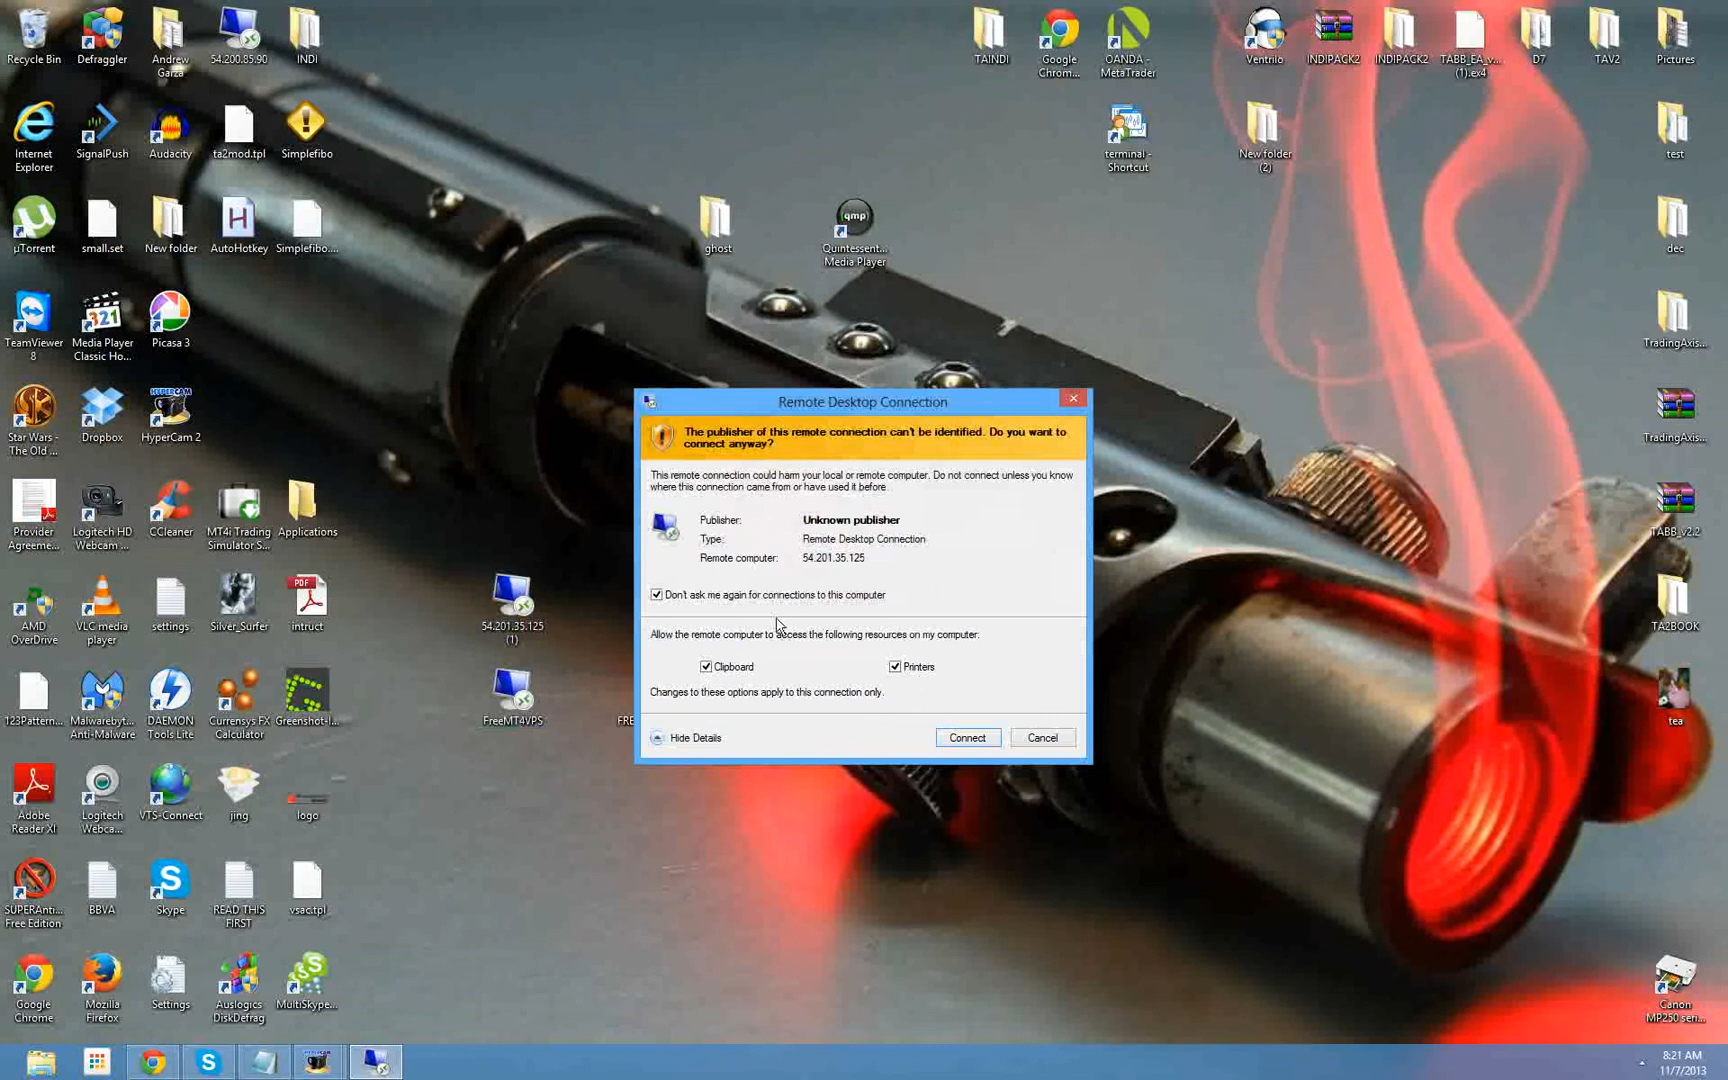 Recycle Bin
Defraggler
Andrew
Garza
54.200.85.90
INDI
TAINDI
Google
Chrom...
OANDA -
MetaTrader
Ventrilo
INDIPACK2
INDIPACK2
TABB_EA_v...
(1).ex4
D7
TAV2
Pictures
Internet
Explorer
SignalPush
Audacity
ta2mod.tpl
Simplefibo
terminal -
Shortcut
New folder
(2)
test
µTorrent
small.set
New folder
AutoHotkey
Simplefibo....
ghost
qmp
Quintessent...
Media Player
dec
TeamViewer
8
321
Media Player
Classic Ho...
Picasa 3
TradingAxis...
Star Wars -
The Old ...
Dropbox
HYPERCAM
HyperCam 2
TradingAxis...
Remote Desktop Connection
The publisher of this remote connection can't be identified. Do you want to
connect anyway?
This remote connection could harm your local or remote computer. Do not connect unless you know
where this connection came from or have used it before.
Publisher: Unknown publisher
Type: Remote Desktop Connection
Remote computer: 54.201.35.125
Don't ask me again for connections to this computer
Allow the remote computer to access the following resources on my computer:
Clipboard
Printers
Changes to these options apply to this connection only.
Hide Details
Connect
Cancel
Provider
Agreeme...
Logitech HD
Webcam ...
CCleaner
MT4i Trading
Simulator S...
Applications
TABB_v2.2
AMD
OverDrive
VLC media
player
settings
Silver_Surfer
PDF
intruct
54.201.35.125
(1)
TA2BOOK
123Pattern...
Malwareby...
Anti-Malware
DAEMON
Tools Lite
Currensys FX
Calculator
Greenshot-I...
FreeMT4VPS
FRE
tea
Adobe
Reader XI
Logitech
Webca...
VTS-Connect
jing
logo
SUPERAnti...
Free Edition
BBVA
Skype
READ THIS
FIRST
vsac.tpl
Google
Chrome
Mozilla
Firefox
Settings
Auslogics
DiskDefrag
MultiSkype...
Canon
MP250 seri...
8:21 AM
11/7/2013